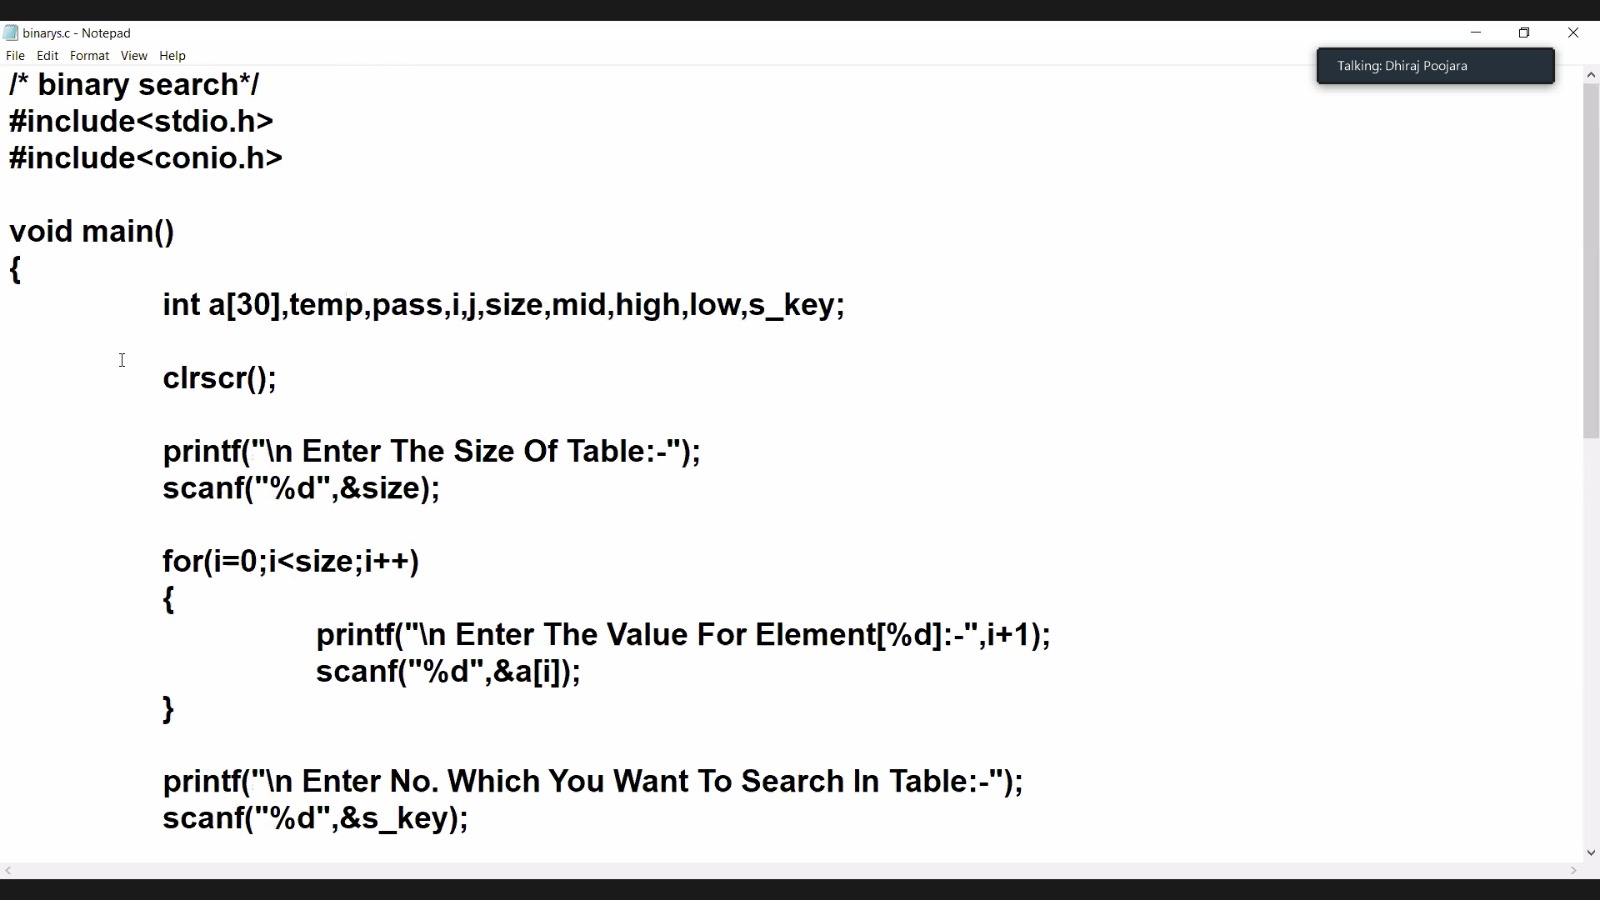 binarys.c - Notepad
File Edit Format View Help
Talking: Dhiraj Poojara
/* binary search*/
#include<stdio.h>
#include<conio.h>
void main()
{
int a[30],temp,pass,i,j,size,mid,high,low,s_key;
clrscr();
printf("\n Enter The Size Of Table:-");
scanf("%d",&size);
for(i=0;i<size;i++)
{
printf("\n Enter The Value For Element[%d]:-",i+1);
scanf("%d",&a[i]);
}
printf("\n Enter No. Which You Want To Search In Table:-");
scanf("%d",&s_key);